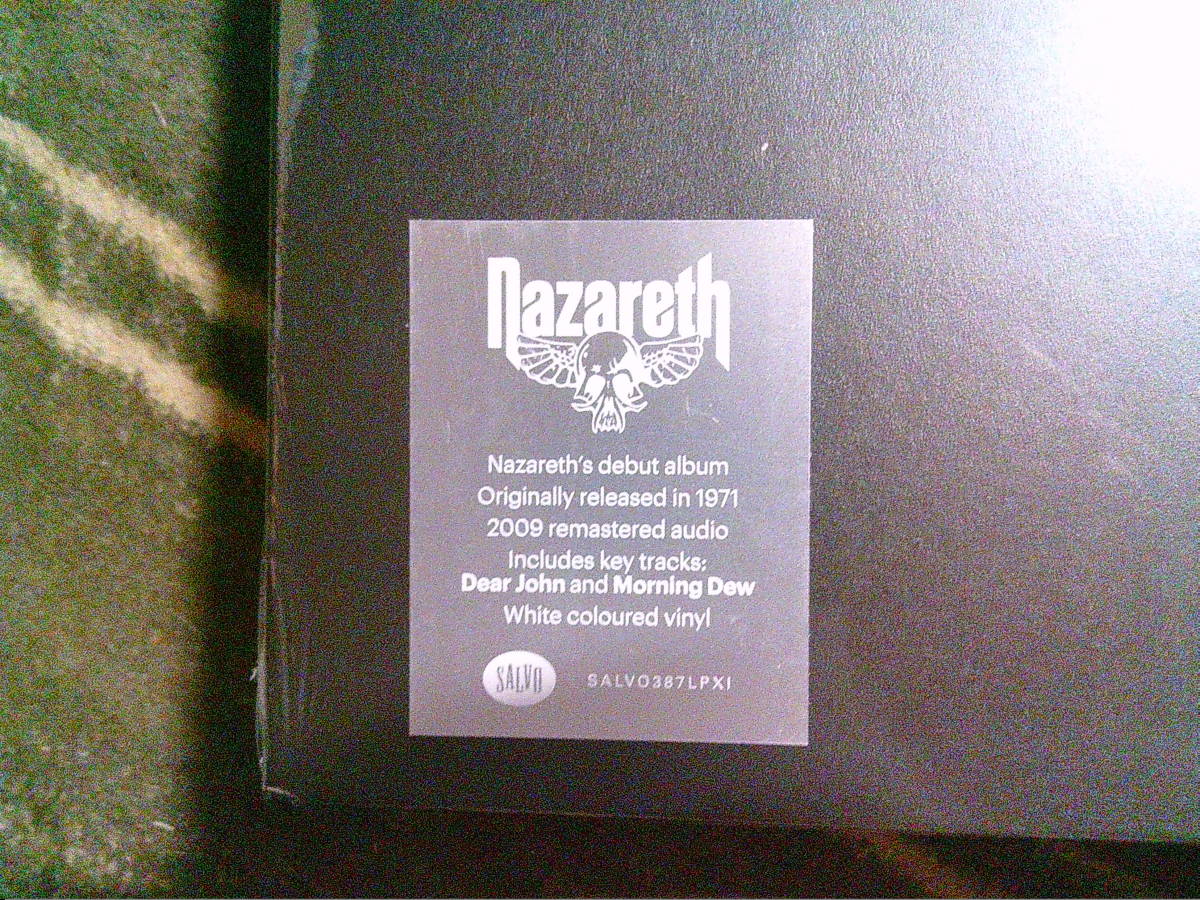 Nazareth
Nazareth's debut album
Originally released in 1971
2009 remastered audio
Includes key tracks:
Dear John and Morning Dew
White coloured vinyl
SALVO SALVO387LPX1